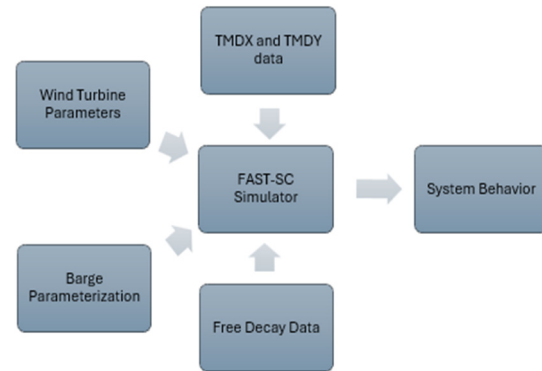 TMDX and TMDY
data
Wind Turbine
Parameters
FAST-SC
Simulator
System Behavior
Barge
Parameterization
Free Decay Data